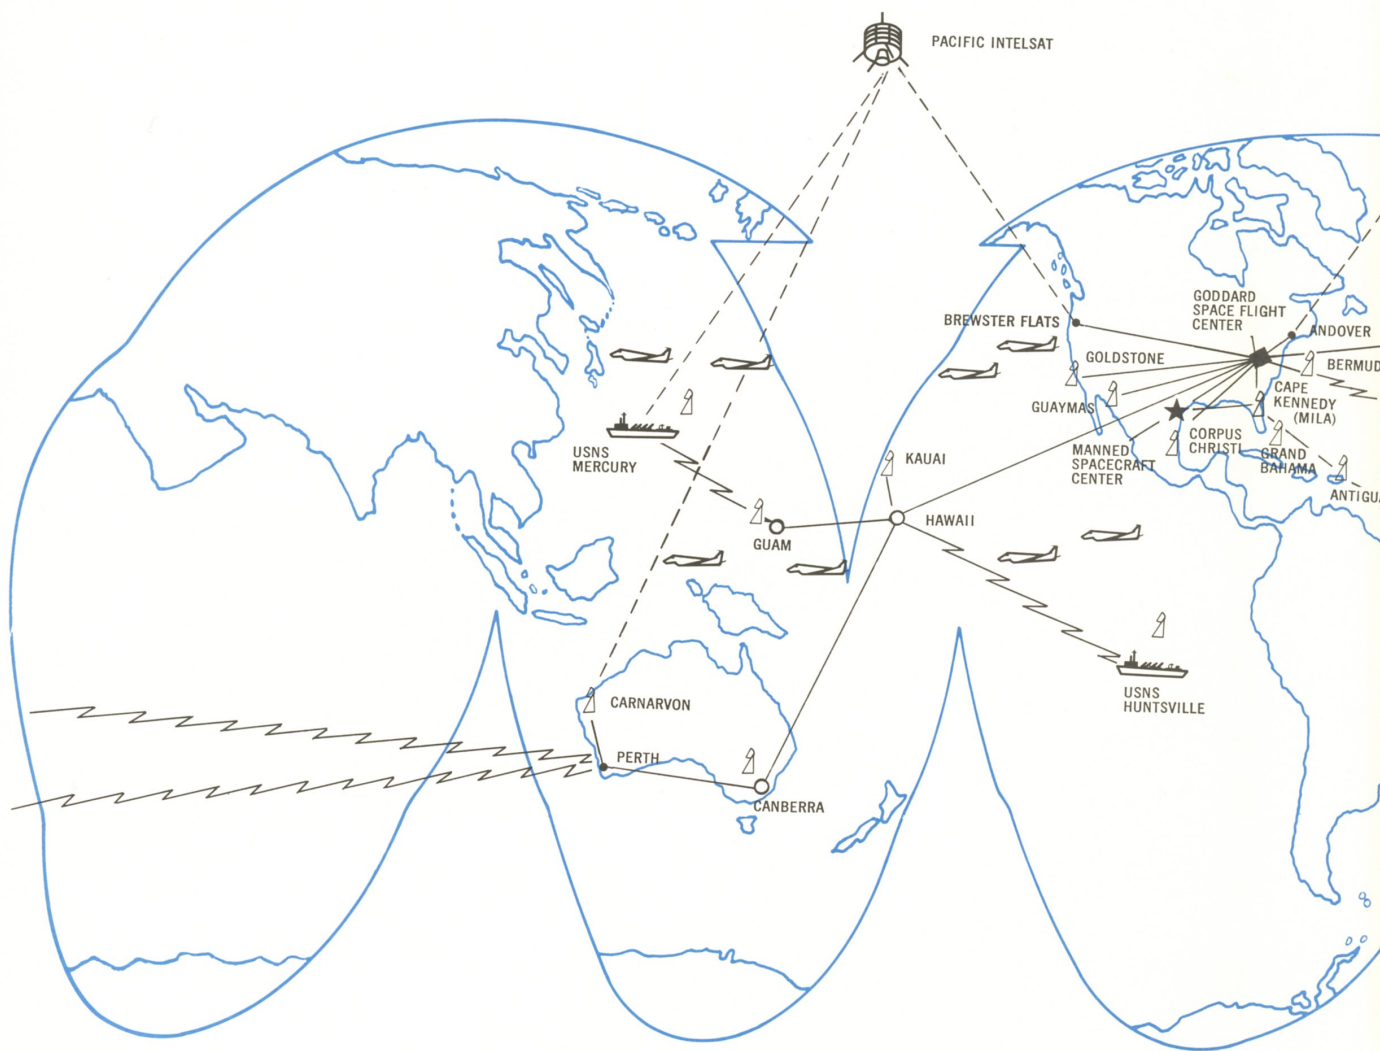 PACIFIC INTELSAT
GODDARD
SPACE FLIGHT
CENTER
BREWSTER FLATS
ANDOVER
GOLDSTONE
BERMUD
GUAYMAS
CAPE
KENNEDY
(MILA)
USNS
MERCURY
KAUAI
MANNED
SPACECRAFT
CENTER
CORPUS
CHRISTI
GRAND
BAHAMA
ANTIGUA
GUAM
HAWAII
USNS
HUNTSVILLE
CARNARVON
PERTH
CANBERRA